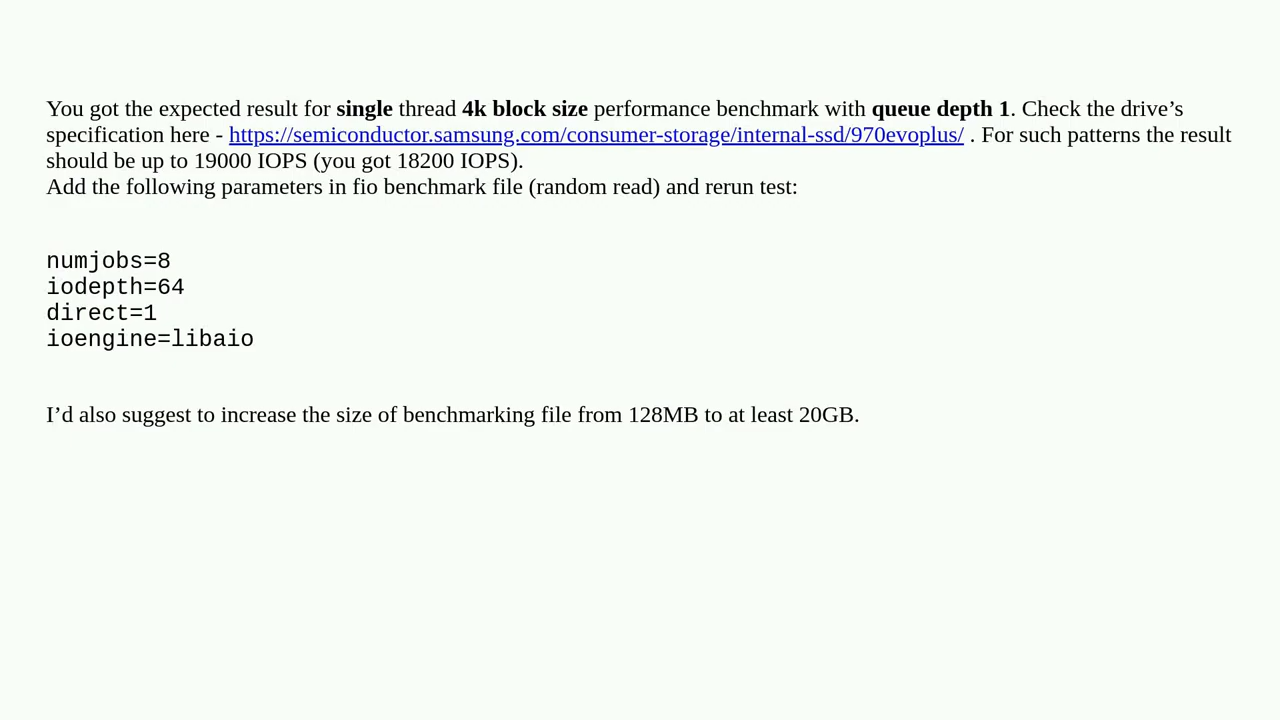 You got the expected result for single thread 4k block size performance benchmark with queue depth 1. Check the drive’s
specification here - https://semiconductor.samsung.com/consumer-storage/internal-ssd/970evoplus/ . For such patterns the result
should be up to 19000 IOPS (you got 18200 IOPS).
Add the following parameters in fio benchmark file (random read) and rerun test:
numjobs=8
iodepth=64
direct=1
ioengine=libaio
I’d also suggest to increase the size of benchmarking file from 128MB to at least 20GB.